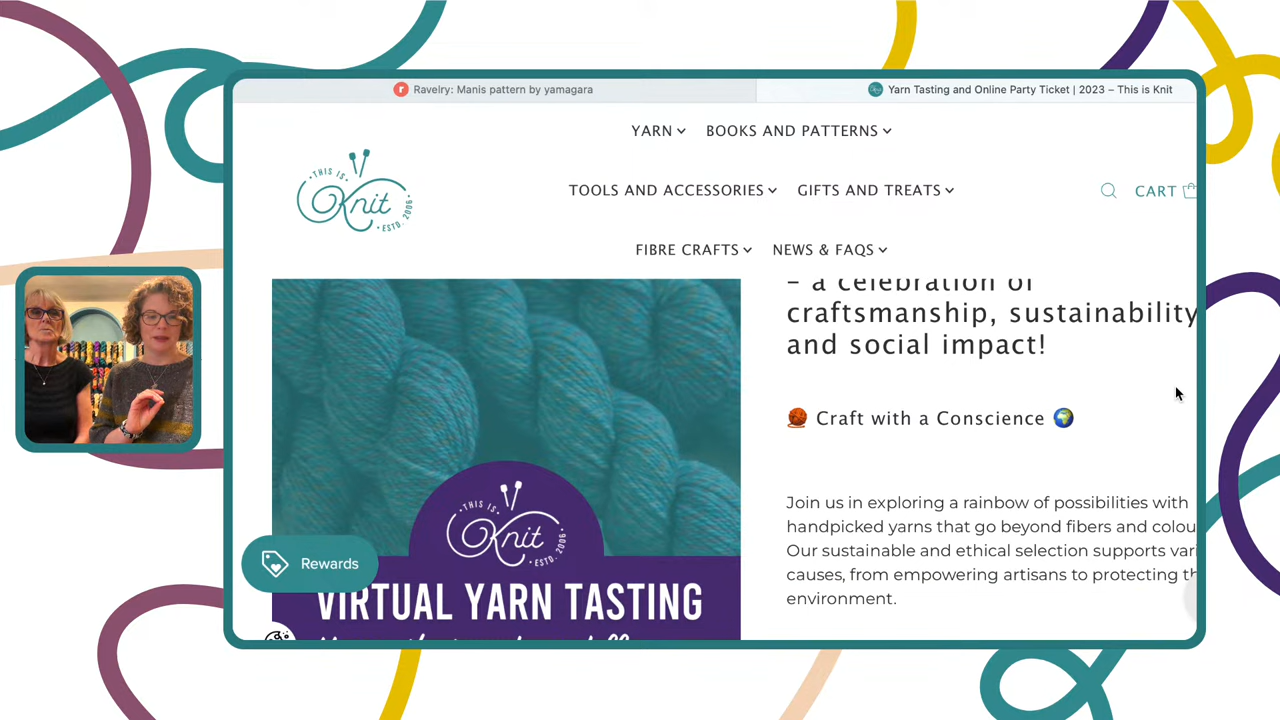 Ravelry: Manis pattern by yamagara
Yarn Tasting and Online Party Ticket | 2023 – This is Knit
YARN
BOOKS AND PATTERNS
THIS IS
Knit
ESTD. 2006
TOOLS AND ACCESSORIES
GIFTS AND TREATS
CART
FIBRE CRAFTS
NEWS & FAQS
– a celebration of
craftsmanship, sustainability
and social impact!
Craft with a Conscience
Join us in exploring a rainbow of possibilities with
handpicked yarns that go beyond fibers and colou
Our sustainable and ethical selection supports vari
causes, from empowering artisans to protecting th
environment.
THIS IS
Knit
ESTD. 2006
Rewards
VIRTUAL YARN TASTING